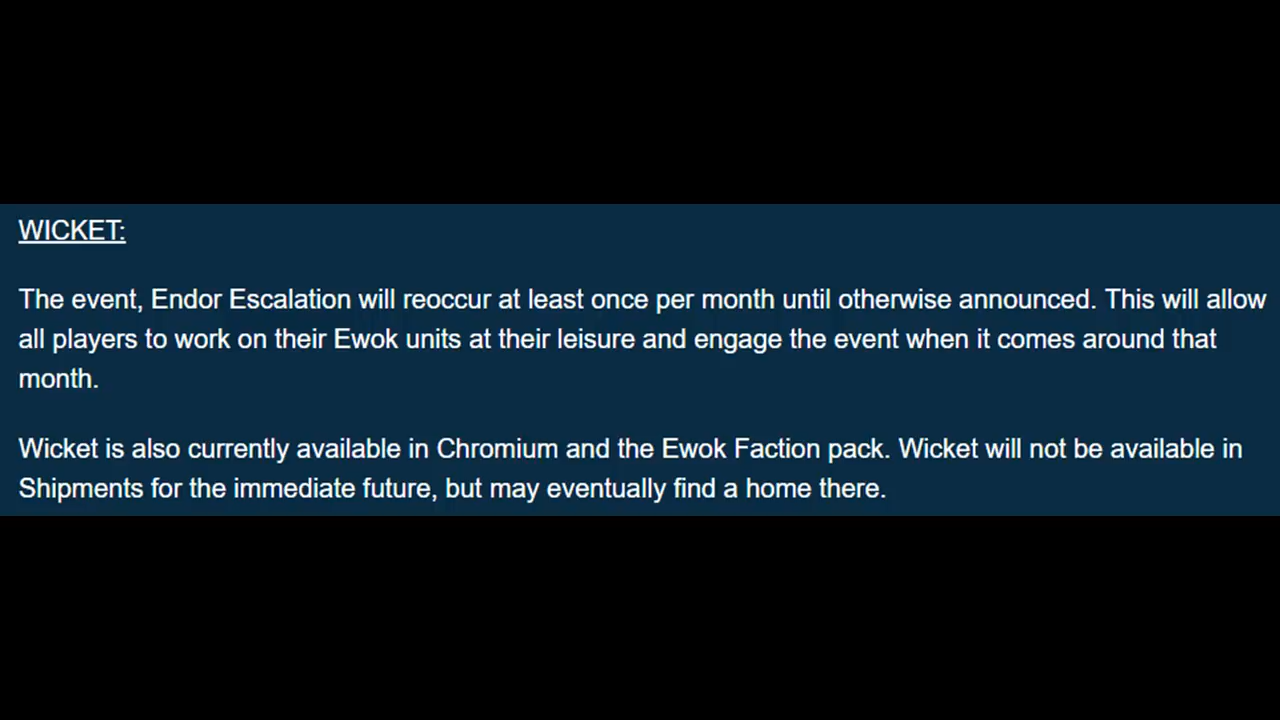 WICKET:
The event, Endor Escalation will reoccur at least once per month until otherwise announced. This will allow
all players to work on their Ewok units at their leisure and engage the event when it comes around that
month.
Wicket is also currently available in Chromium and the Ewok Faction pack. Wicket will not be available in
Shipments for the immediate future, but may eventually find a home there.